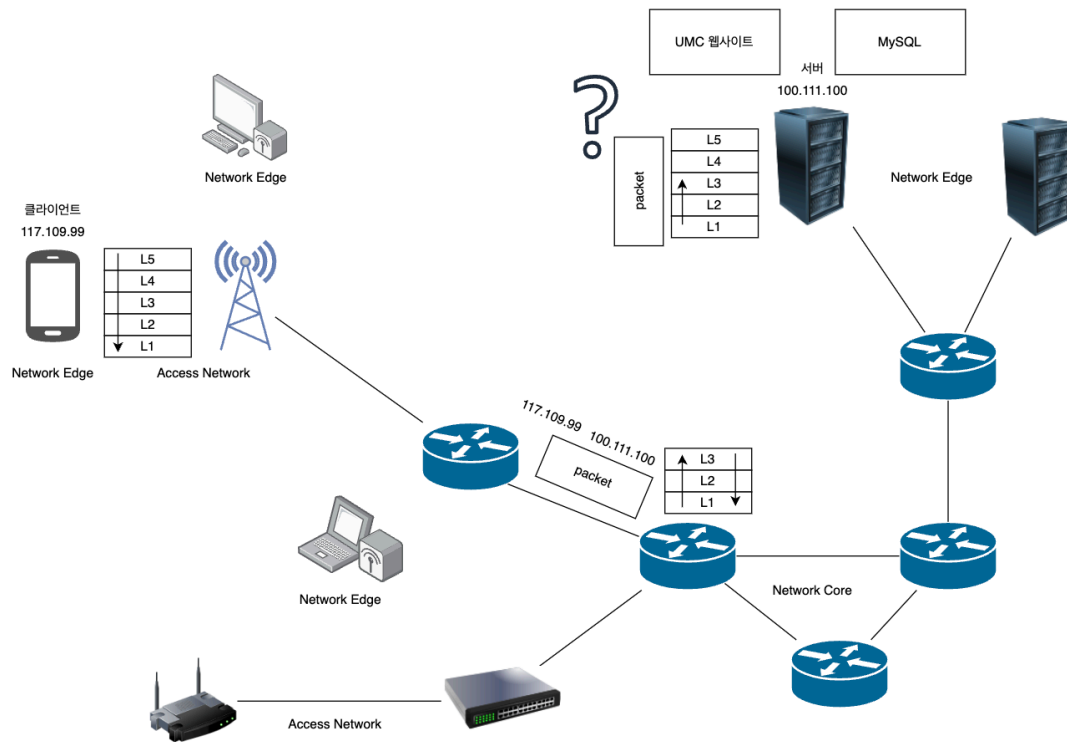 UMC 웹사이트
MySQL
서버
100.111.100
?
packet
L5
L4
L3
L2
L1
Network Edge
Network Edge
클라이언트
117.109.99
L5
L4
L3
L2
L1
Network Edge
Access Network
117.109.99
100.111.100
packet
L3
L2
L1
Network Edge
Network Core
Access Network